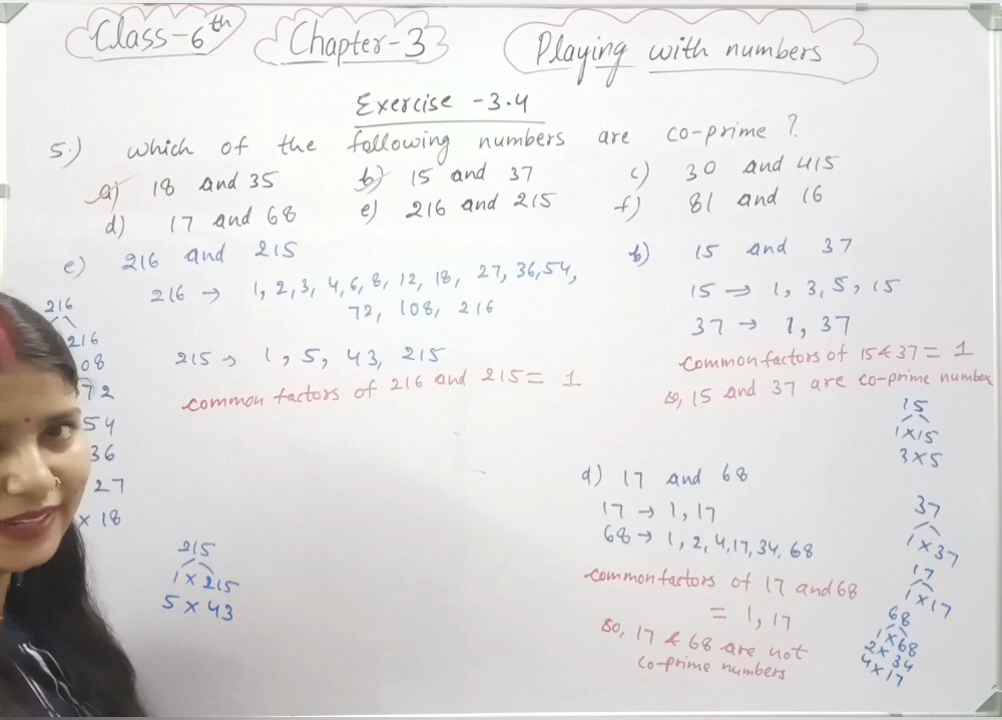 Class-6th Chapter-3 Playing with numbers
Exercise -3.4
5.) which of the following numbers are co-prime?
a) 18 and 35 b) 15 and 37 c) 30 and 415
d) 17 and 68 e) 216 and 215 f) 81 and 16
e) 216 and 215
216 → 1, 2, 3, 4, 6, 8, 12, 18, 27, 36, 54,
72, 108, 216
215 → 1, 5, 43, 215
common factors of 216 and 215 = 1
216
216
08
72
54
36
27
x 18
215
1 x 215
5 x 43
b) 15 and 37
15 → 1, 3, 5, 15
37 → 1, 37
common factors of 15 & 37 = 1
so, 15 and 37 are co-prime number
15
1 x 15
3 x 5
d) 17 and 68
17 → 1, 17
68 → 1, 2, 4, 17, 34, 68
common factors of 17 and 68
= 1, 17
so, 17 & 68 are not
co-prime numbers
37
1 x 37
17
1 x 17
68
1 x 68
2 x 34
4 x 17